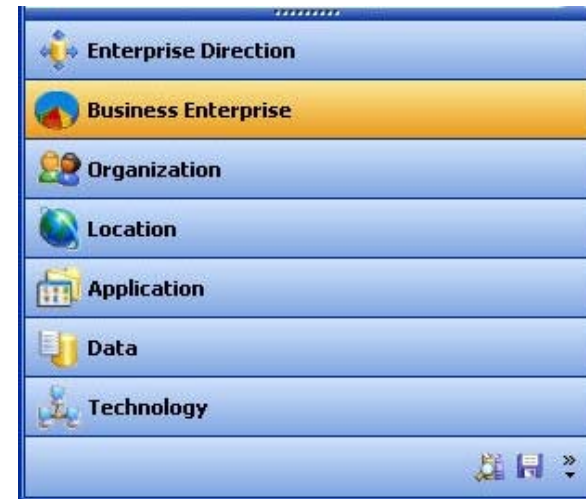 Enterprise Direction
Business Enterprise
Organization
Location
Application
Data
Technology